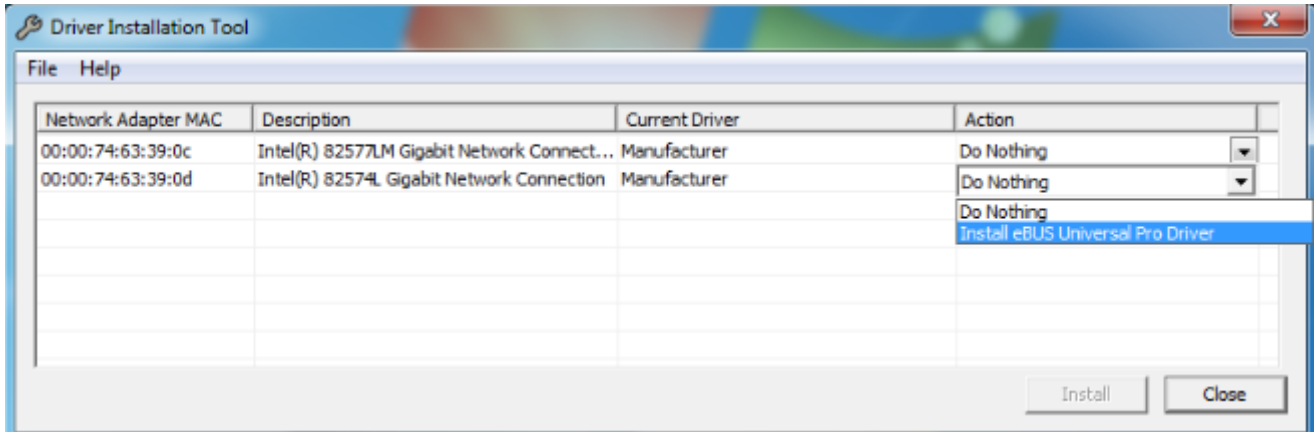 Driver Installation Tool
File Help
Network Adapter MAC Description Current Driver Action
00:00:74:63:39:0c Intel(R) 82577LM Gigabit Network Connect... Manufacturer Do Nothing
00:00:74:63:39:0d Intel(R) 82574L Gigabit Network Connection Manufacturer Do Nothing
Do Nothing
Install eBUS Universal Pro Driver
Install Close